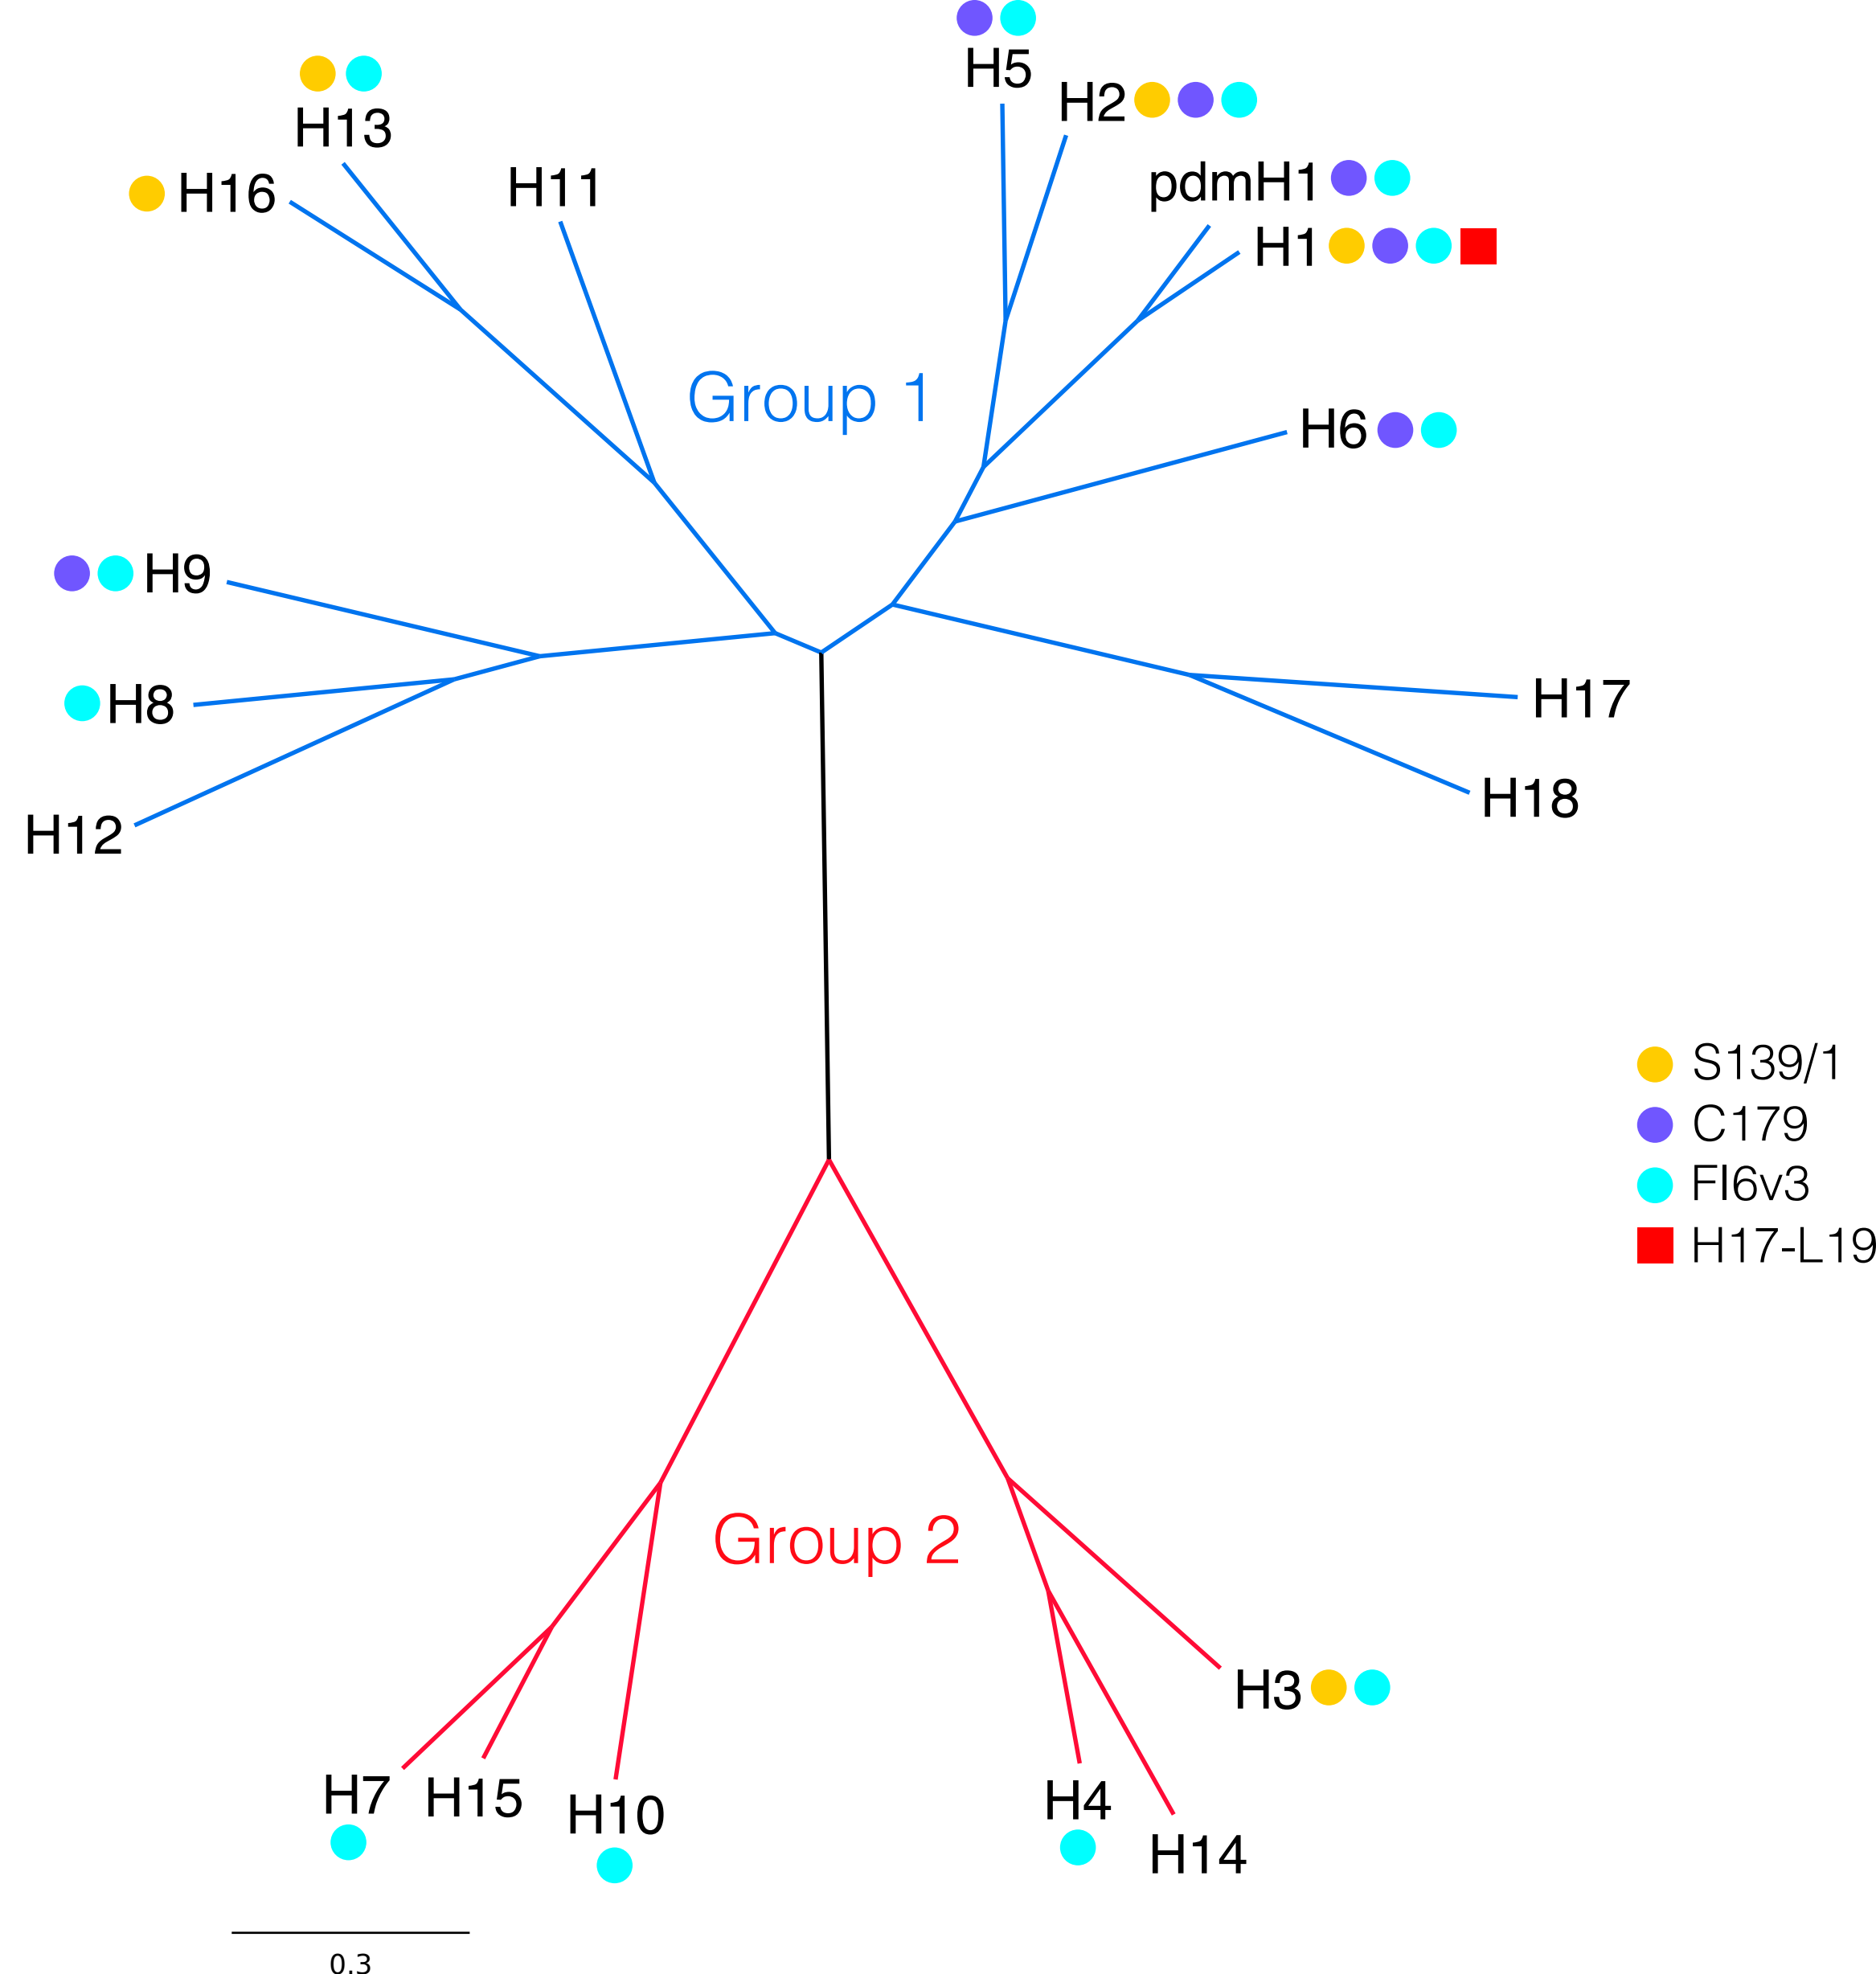 H5
H2
H13
pdmH1
H16
H11
H1
Group 1
H6
H9
H8
H17
H18
H12
S139/1
C179
FI6v3
H17-L19
Group 2
H3
H7
H15
H10
H4
H14
0.3